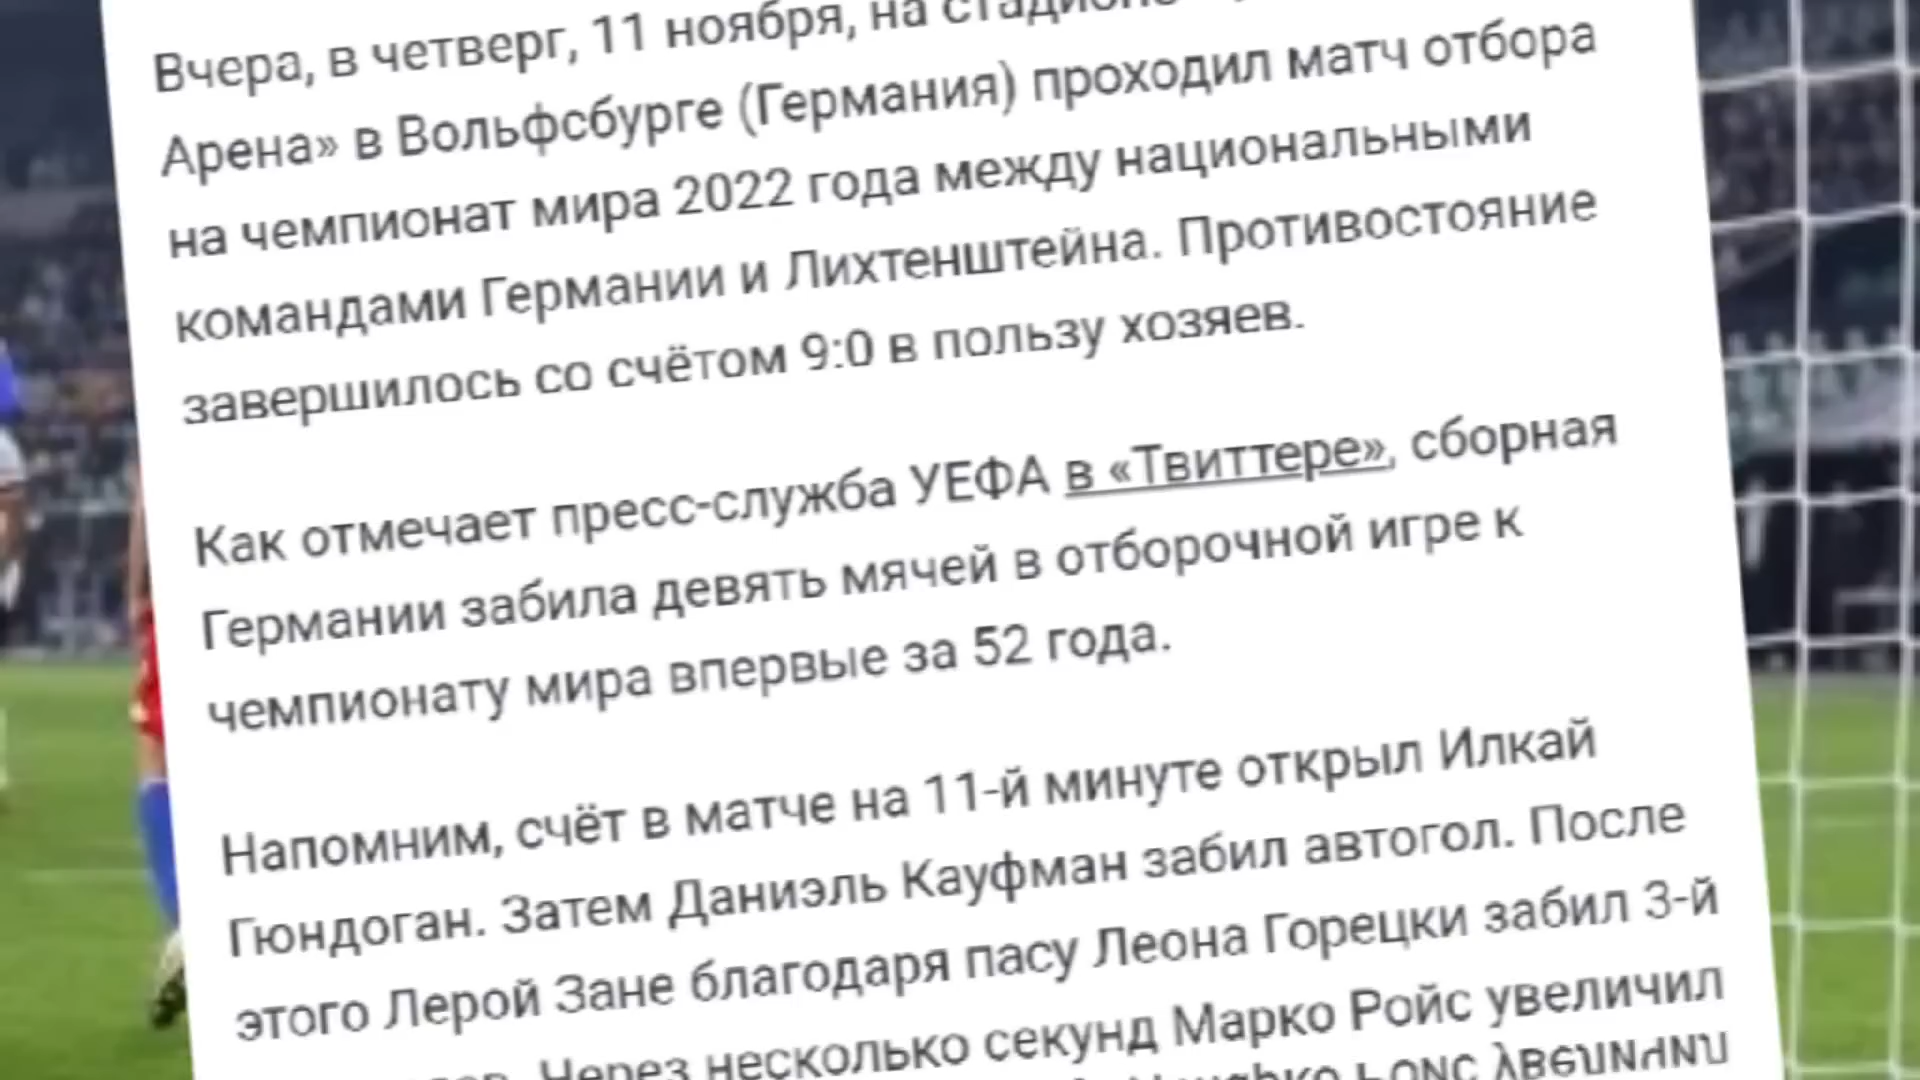 Вчера, в четверг, 11 ноября, на стадионе
Арена» в Вольфсбурге (Германия) проходил матч отбора
на чемпионат мира 2022 года между национальными
командами Германии и Лихтенштейна. Противостояние
завершилось со счётом 9:0 в пользу хозяев.
Как отмечает пресс-служба УЕФА в «Твиттере», сборная
Германии забила девять мячей в отборочной игре к
чемпионату мира впервые за 52 года.
Напомним, счёт в матче на 11-й минуте открыл Илкай
Гюндоган. Затем Даниэль Кауфман забил автогол. После
этого Лерой Зане благодаря пасу Леона Горецки забил 3-й
Через несколько секунд Марко Ройс увеличил